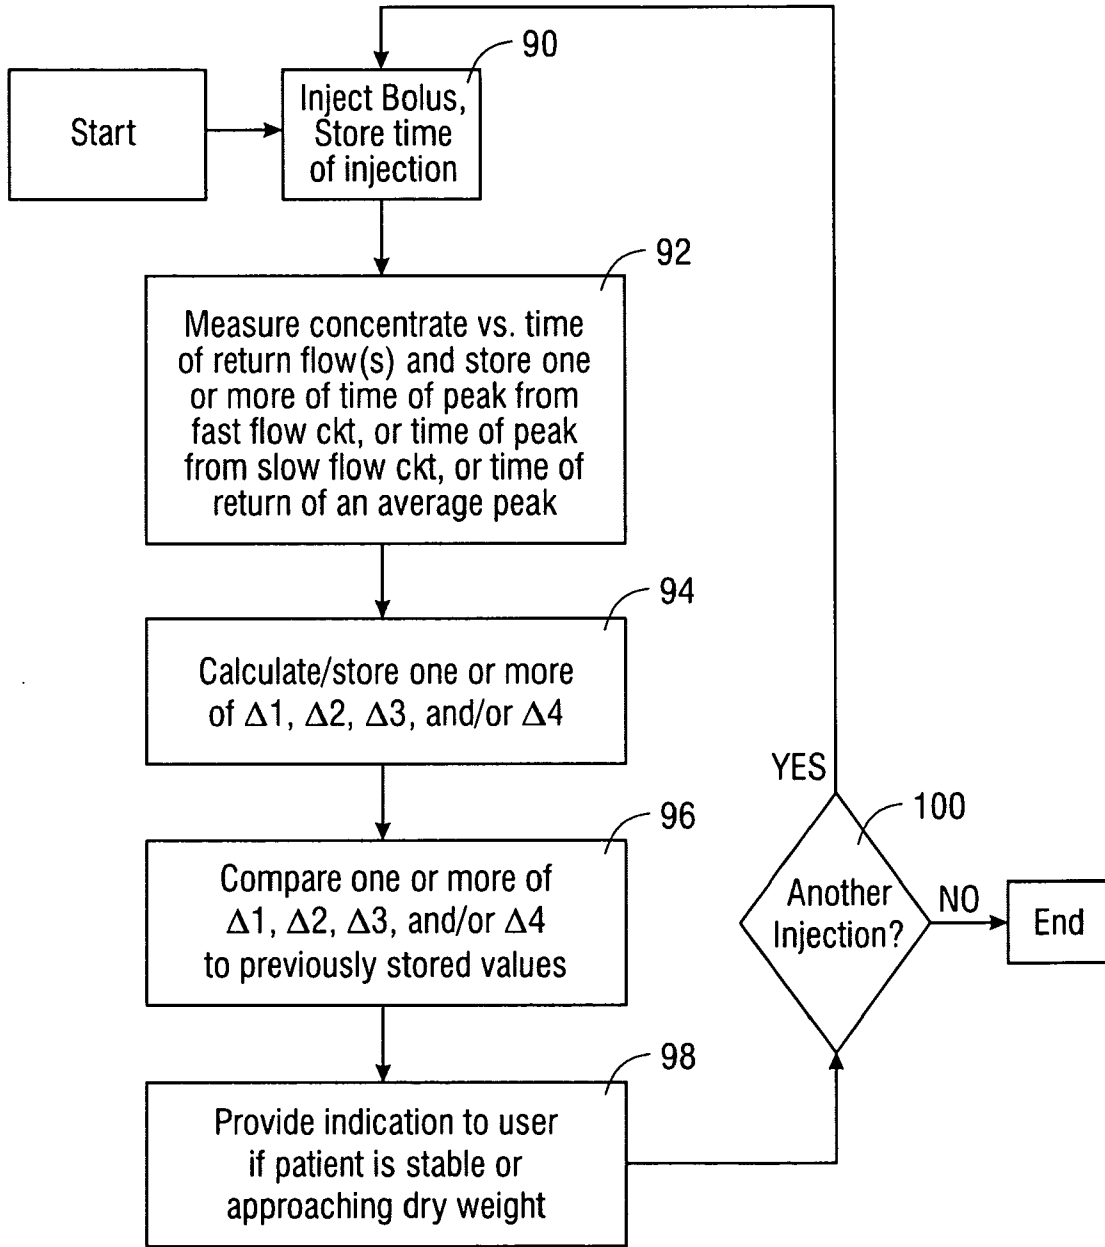 Start
90
Inject Bolus,
Store time
of injection
92
Measure concentrate vs. time
of return flow(s) and store one
or more of time of peak from
fast flow ckt, or time of peak
from slow flow ckt, or time of
return of an average peak
94
Calculate/store one or more
of Δ1, Δ2, Δ3, and/or Δ4
96
Compare one or more of
Δ1, Δ2, Δ3, and/or Δ4
to previously stored values
98
Provide indication to user
if patient is stable or
approaching dry weight
YES
100
Another
Injection?
NO
End